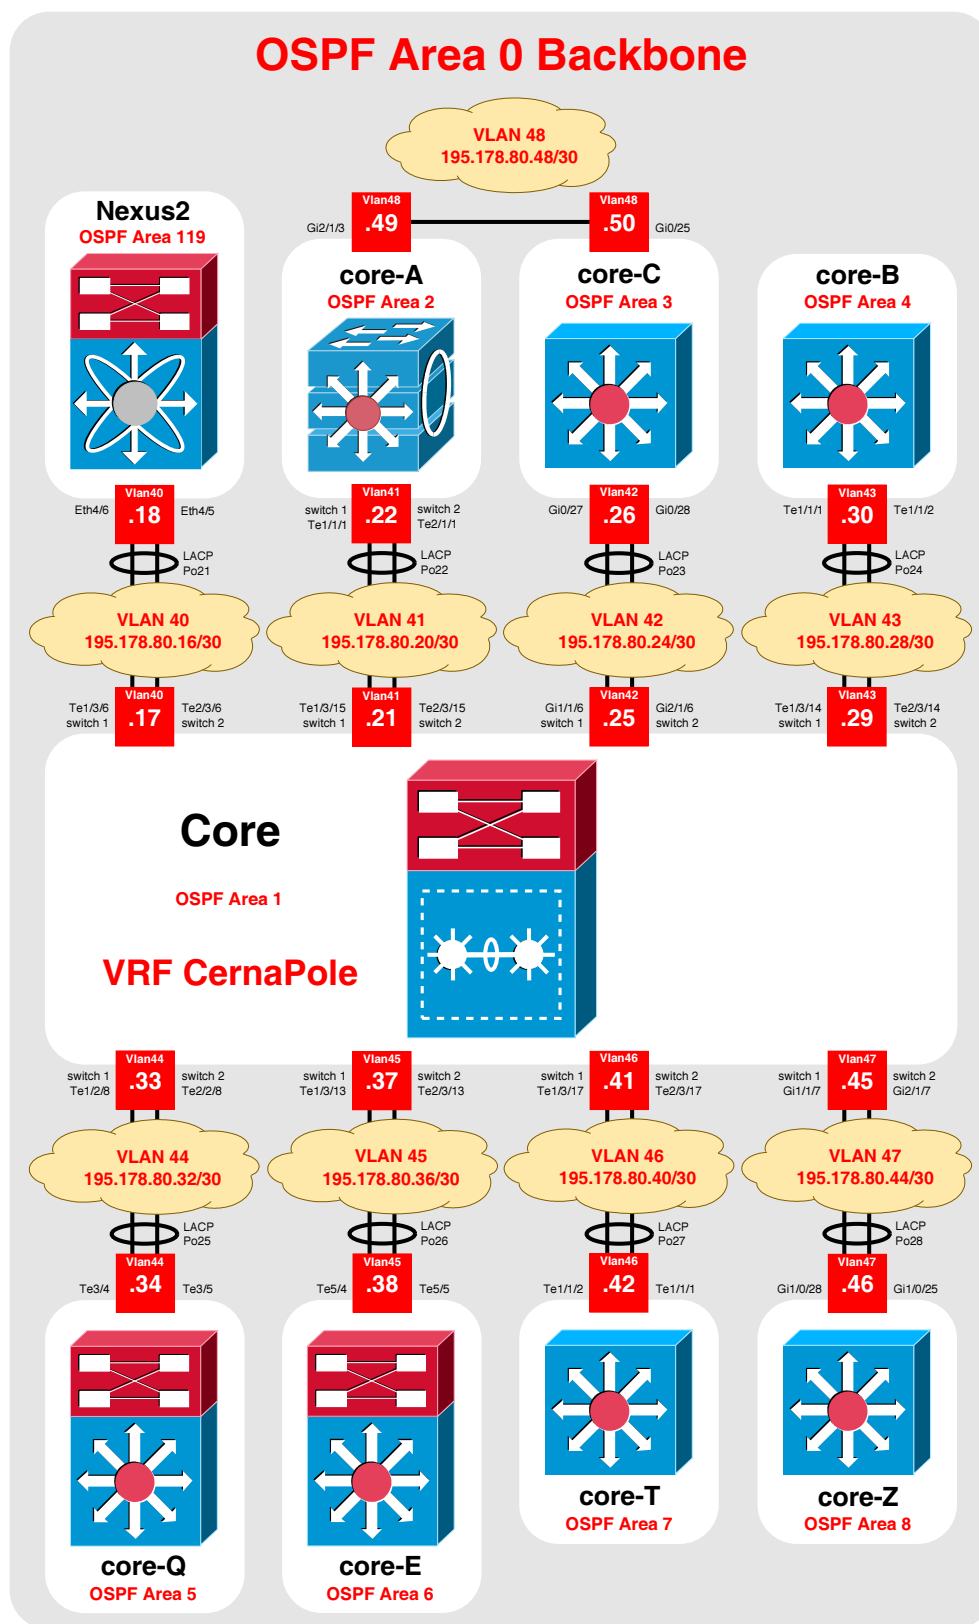 OSPF Area 0 Backbone
VLAN 48
195.178.80.48/30
Vlan48
.49
Gi2/1/3
Vlan48
.50
Gi0/25
Nexus2
OSPF Area 119
core-A
OSPF Area 2
core-C
OSPF Area 3
core-B
OSPF Area 4
Eth4/6
Vlan40
.18
Eth4/5
switch 1
Te1/1/1
Vlan41
.22
switch 2
Te2/1/1
Gi0/27
Vlan42
.26
Gi0/28
Te1/1/1
Vlan43
.30
Te1/1/2
LACP
Po21
LACP
Po22
LACP
Po23
LACP
Po24
VLAN 40
195.178.80.16/30
VLAN 41
195.178.80.20/30
VLAN 42
195.178.80.24/30
VLAN 43
195.178.80.28/30
Te1/3/6
switch 1
Vlan40
.17
Te2/3/6
switch 2
Te1/3/15
switch 1
Vlan41
.21
Te2/3/15
switch 2
Gi1/1/6
switch 1
Vlan42
.25
Gi2/1/6
switch 2
Te1/3/14
switch 1
Vlan43
.29
Te2/3/14
switch 2
Core
OSPF Area 1
VRF CernaPole
switch 1
Te1/2/8
Vlan44
.33
switch 2
Te2/2/8
switch 1
Te1/3/13
Vlan45
.37
switch 2
Te2/3/13
switch 1
Te1/3/17
Vlan46
.41
switch 2
Te2/3/17
switch 1
Gi1/1/7
Vlan47
.45
switch 2
Gi2/1/7
VLAN 44
195.178.80.32/30
VLAN 45
195.178.80.36/30
VLAN 46
195.178.80.40/30
VLAN 47
195.178.80.44/30
LACP
Po25
LACP
Po26
LACP
Po27
LACP
Po28
Te3/4
Vlan44
.34
Te3/5
Te5/4
Vlan45
.38
Te5/5
Te1/1/2
Vlan46
.42
Te1/1/1
Gi1/0/28
Vlan47
.46
Gi1/0/25
core-Q
OSPF Area 5
core-E
OSPF Area 6
core-T
OSPF Area 7
core-Z
OSPF Area 8